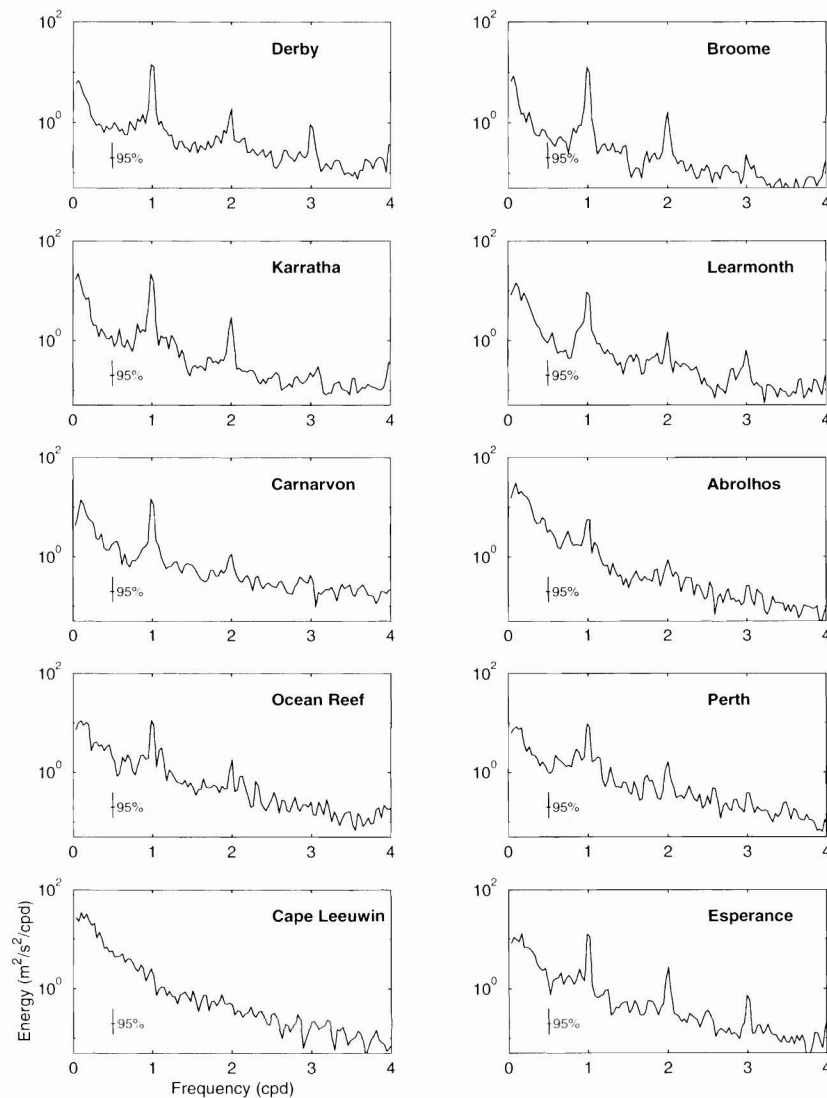 Derby
Broome
10²
10⁰
95%
0 1 2 3 4
10²
10⁰
95%
0 1 2 3 4
Karratha
Learmonth
10²
10⁰
95%
0 1 2 3 4
10²
10⁰
95%
0 1 2 3 4
Carnarvon
Abrolhos
10²
10⁰
95%
0 1 2 3 4
10²
10⁰
95%
0 1 2 3 4
Ocean Reef
Perth
10²
10⁰
95%
0 1 2 3 4
10²
10⁰
95%
0 1 2 3 4
Cape Leeuwin
Esperance
10²
10⁰
95%
0 1 2 3 4
10²
10⁰
95%
0 1 2 3 4
Energy (m²/s²/cpd)
Frequency (cpd)